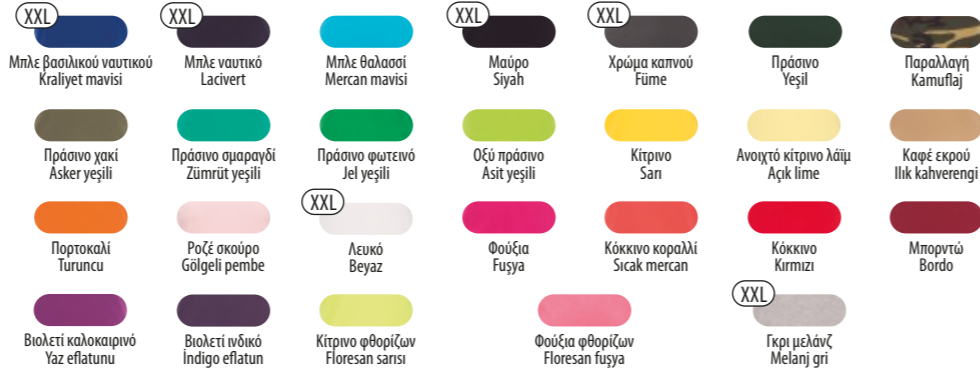 XXL
Μπλε βασιλικού ναυτικού
Kraliyet mavisi
XXL
Μπλε ναυτικό
Lacivert
Μπλε θαλασσί
Mercan mavisi
XXL
Μαύρο
Siyah
XXL
Χρώμα καπνού
Füme
Πράσινο
Yeşil
Παραλλαγή
Kamuflaj
Πράσινο χακί
Asker yeşili
Πράσινο σμαραγδί
Zümrüt yeşili
Πράσινο φωτεινό
Jel yeşili
Οξύ πράσινο
Asit yeşili
Κίτρινο
Sarı
Ανοιχτό κίτρινο λάϊμ
Açık lime
Καφέ εκρού
Ilık kahverengi
Πορτοκαλί
Turuncu
Ροζέ σκούρο
Gölgeli pembe
XXL
Λευκό
Beyaz
Φούξια
Fuşya
Κόκκινο κοραλλί
Sıcak mercan
Κόκκινο
Kırmızı
Μπορντώ
Bordo
Βιολετί καλοκαιρινό
Yaz eflatunu
Βιολετί ινδικό
İndigo eflatun
Κίτρινο φθορίζων
Floresan sarısı
Φούξια φθορίζων
Floresan fuşya
XXL
Γκρι μελάνζ
Melanj gri